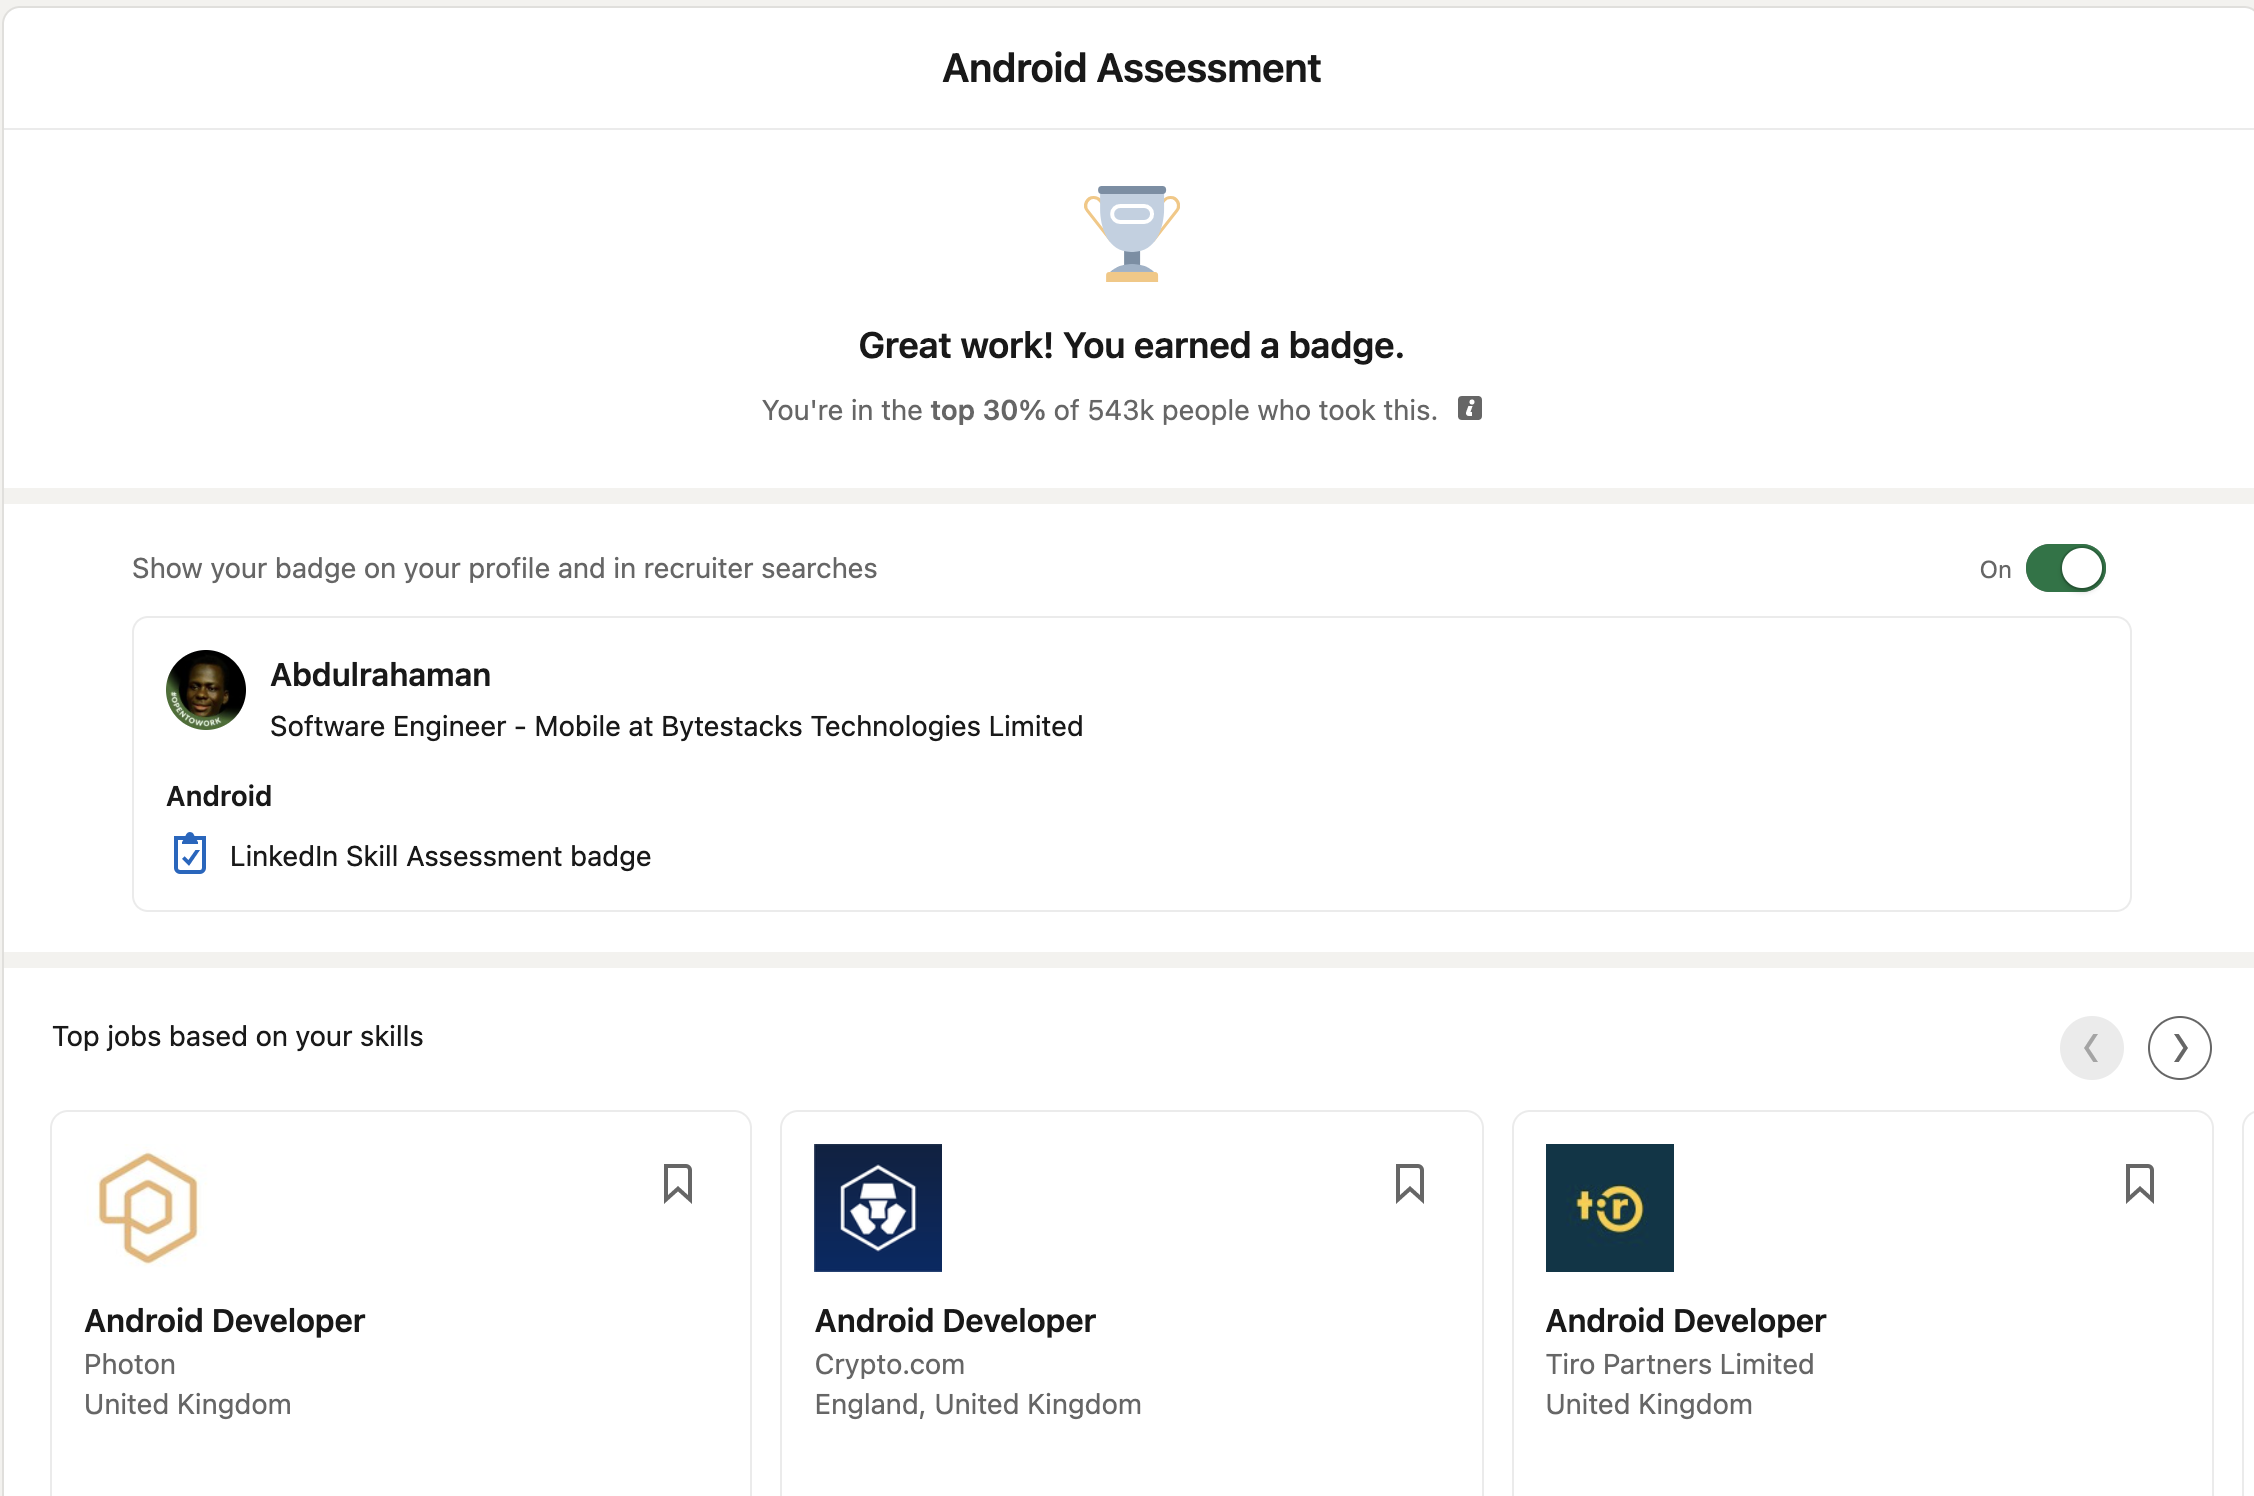 Android Assessment
Great work! You earned a badge.
You're in the top 30% of 543k people who took this.
Show your badge on your profile and in recruiter searches
On
#OPENTOWORK
Abdulrahaman
Software Engineer - Mobile at Bytestacks Technologies Limited
Android
LinkedIn Skill Assessment badge
Top jobs based on your skills
Android Developer
Photon
United Kingdom
Android Developer
Crypto.com
England, United Kingdom
tiro
Android Developer
Tiro Partners Limited
United Kingdom